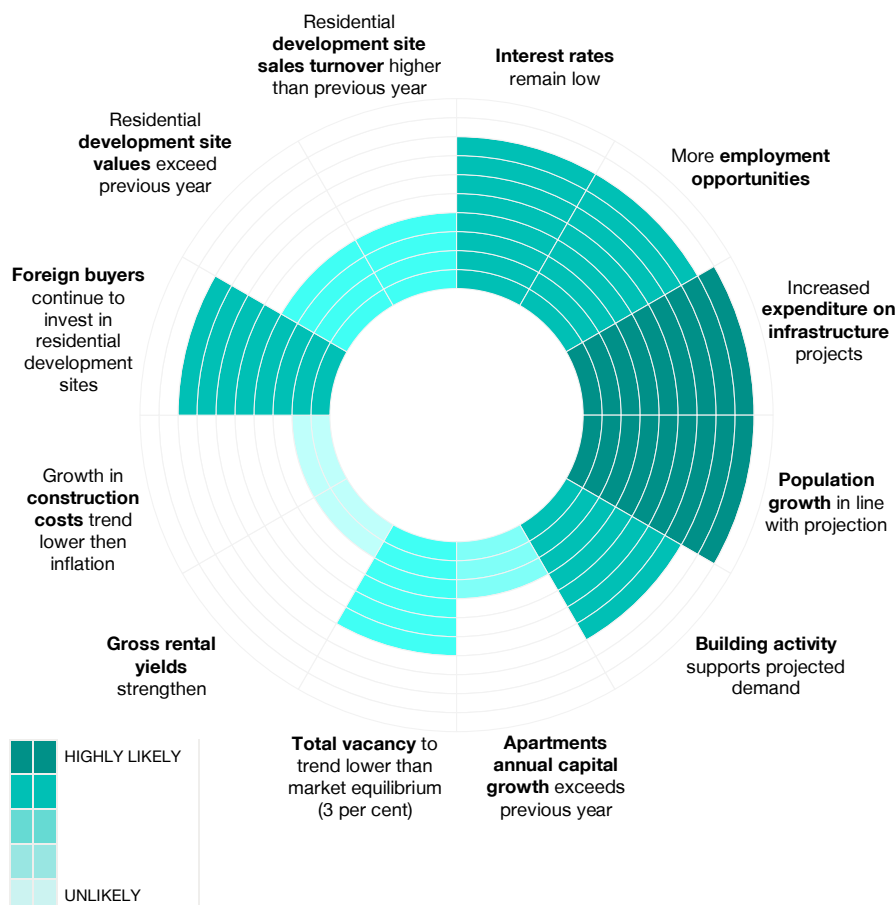 Residential
development site
sales turnover higher
than previous year
Interest rates
remain low
More employment
opportunities
Increased
expenditure on
infrastructure
projects
Population
growth in line
with projection
Building activity
supports projected
demand
Apartments
annual capital
growth exceeds
previous year
Total vacancy to
trend lower than
market equilibrium
(3 per cent)
Gross rental
yields
strengthen
Growth in
construction
costs trend
lower then
inflation
Foreign buyers
continue to
invest in
residential
development
sites
Residential
development site
values exceed
previous year
HIGHLY LIKELY
UNLIKELY